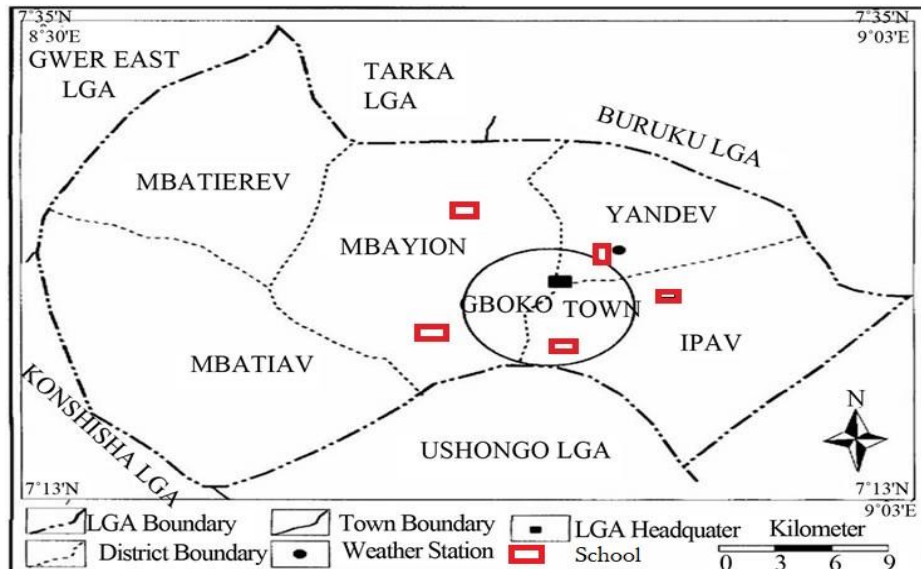 7°35'N
8°30'E
7°35'N
9°03'E
GWER EAST
LGA
TARKA
LGA
BURUKU LGA
MBATIEREV
YANDEV
MBAYION
GBOKO TOWN
IPAV
MBATIAV
KONSHISHA LGA
USHONGO LGA
N
7°13'N
7°13'N
9°03'E
LGA Boundary
Town Boundary
LGA Headquater
Kilometer
District Boundary
Weather Station
School
0 3 6 9